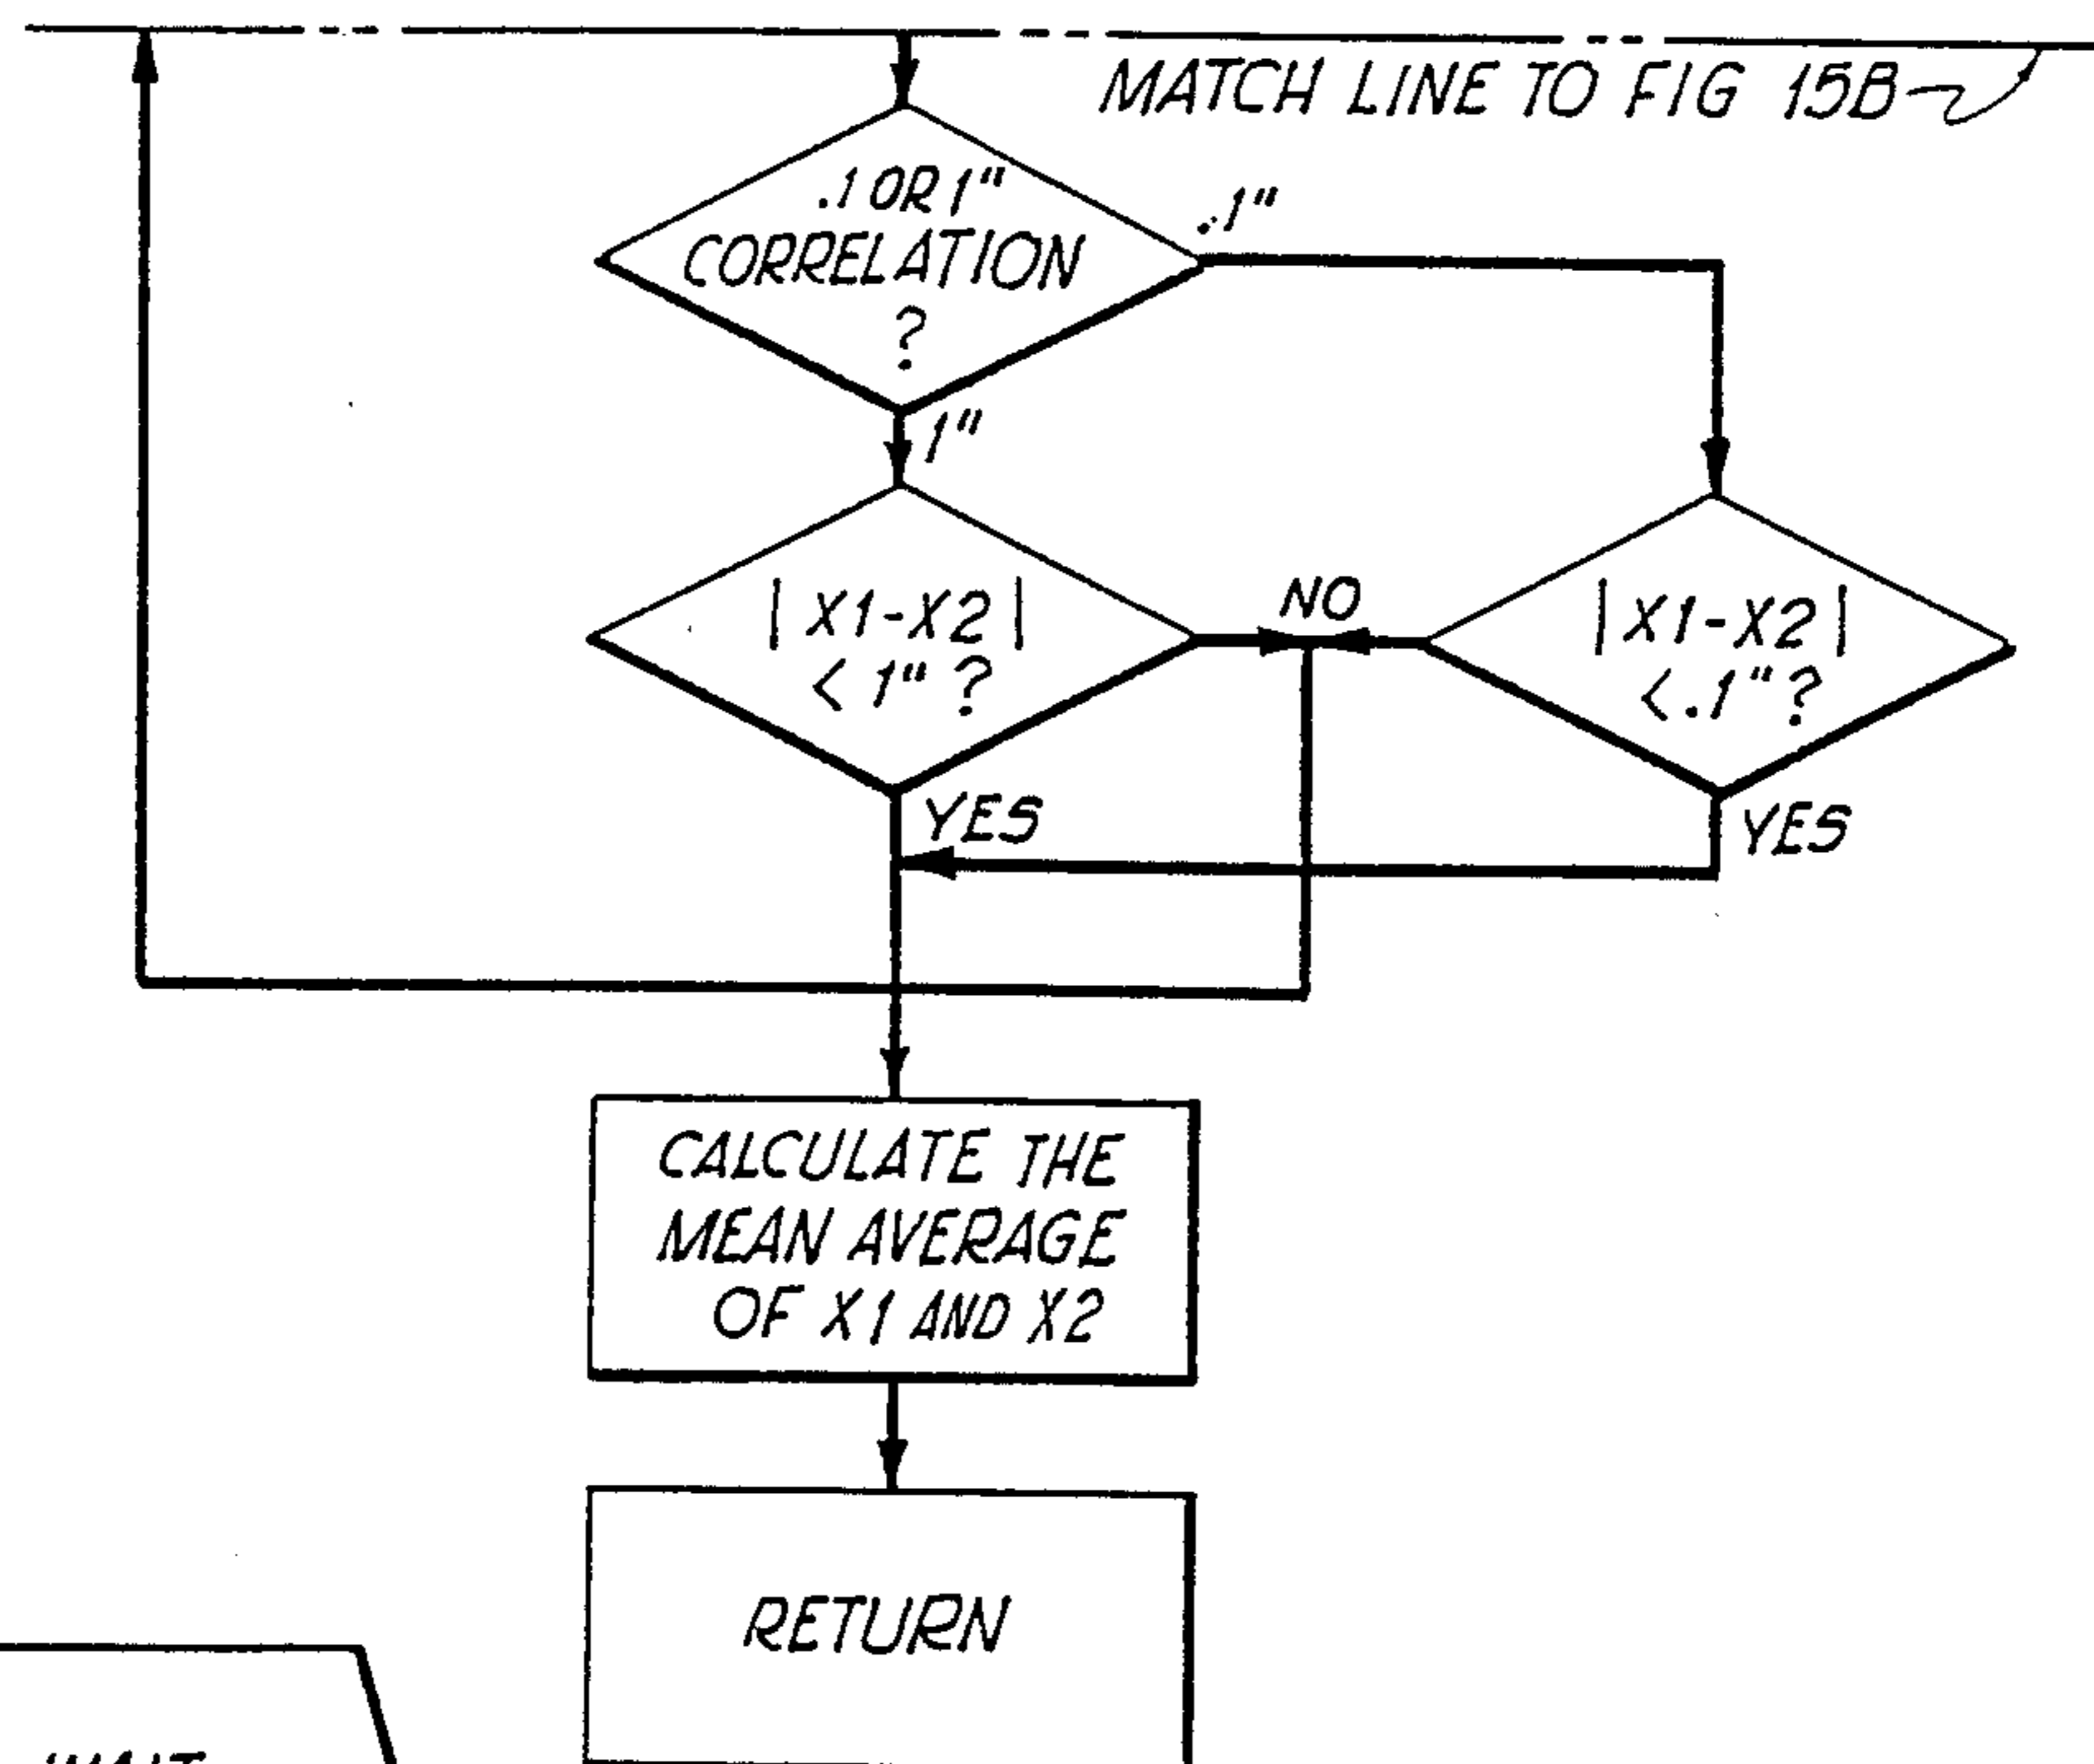 MATCH LINE TO FIG 15B
.1 OR 1"
CORRELATION
?
.1"
1"
|X1-X2|
< 1" ?
NO
|X1-X2|
< .1" ?
YES
YES
CALCULATE THE
MEAN AVERAGE
OF X1 AND X2
RETURN